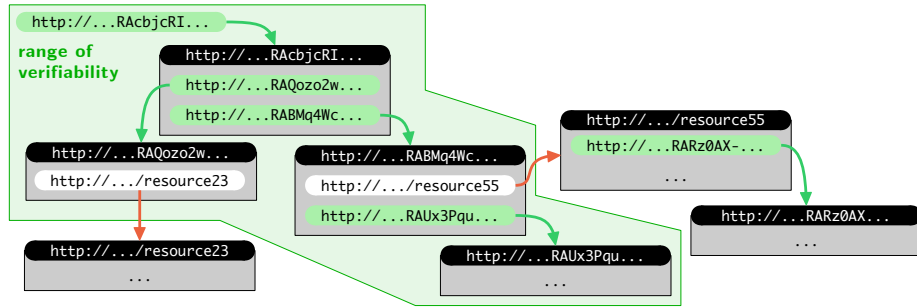 http://...RAcbjcRI...
range of
verifiability
http://...RAcbjcRI...
http://...RAQozo2w...
http://...RABMq4Wc...
http://...RAQozo2w...
http://.../resource23
http://.../resource23
...
http://...RABMq4Wc...
http://.../resource55
http://...RAUx3Pqu...
http://...RAUx3Pqu...
...
http://.../resource55
http://...RARz0AX-...
...
http://...RARz0AX...
...